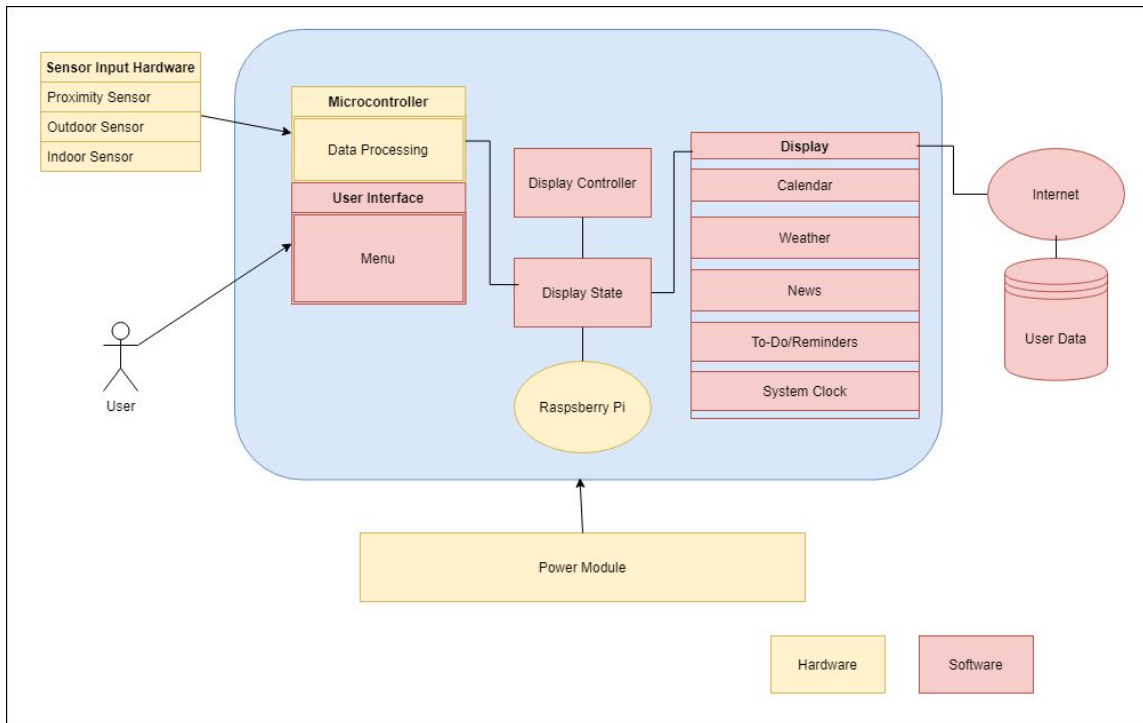 Sensor Input Hardware
Proximity Sensor
Outdoor Sensor
Indoor Sensor
Microcontroller
Data Processing
User Interface
Menu
User
Display Controller
Display State
Raspsberry Pi
Display
Calendar
Weather
News
To-Do/Reminders
System Clock
Internet
User Data
Power Module
Hardware
Software